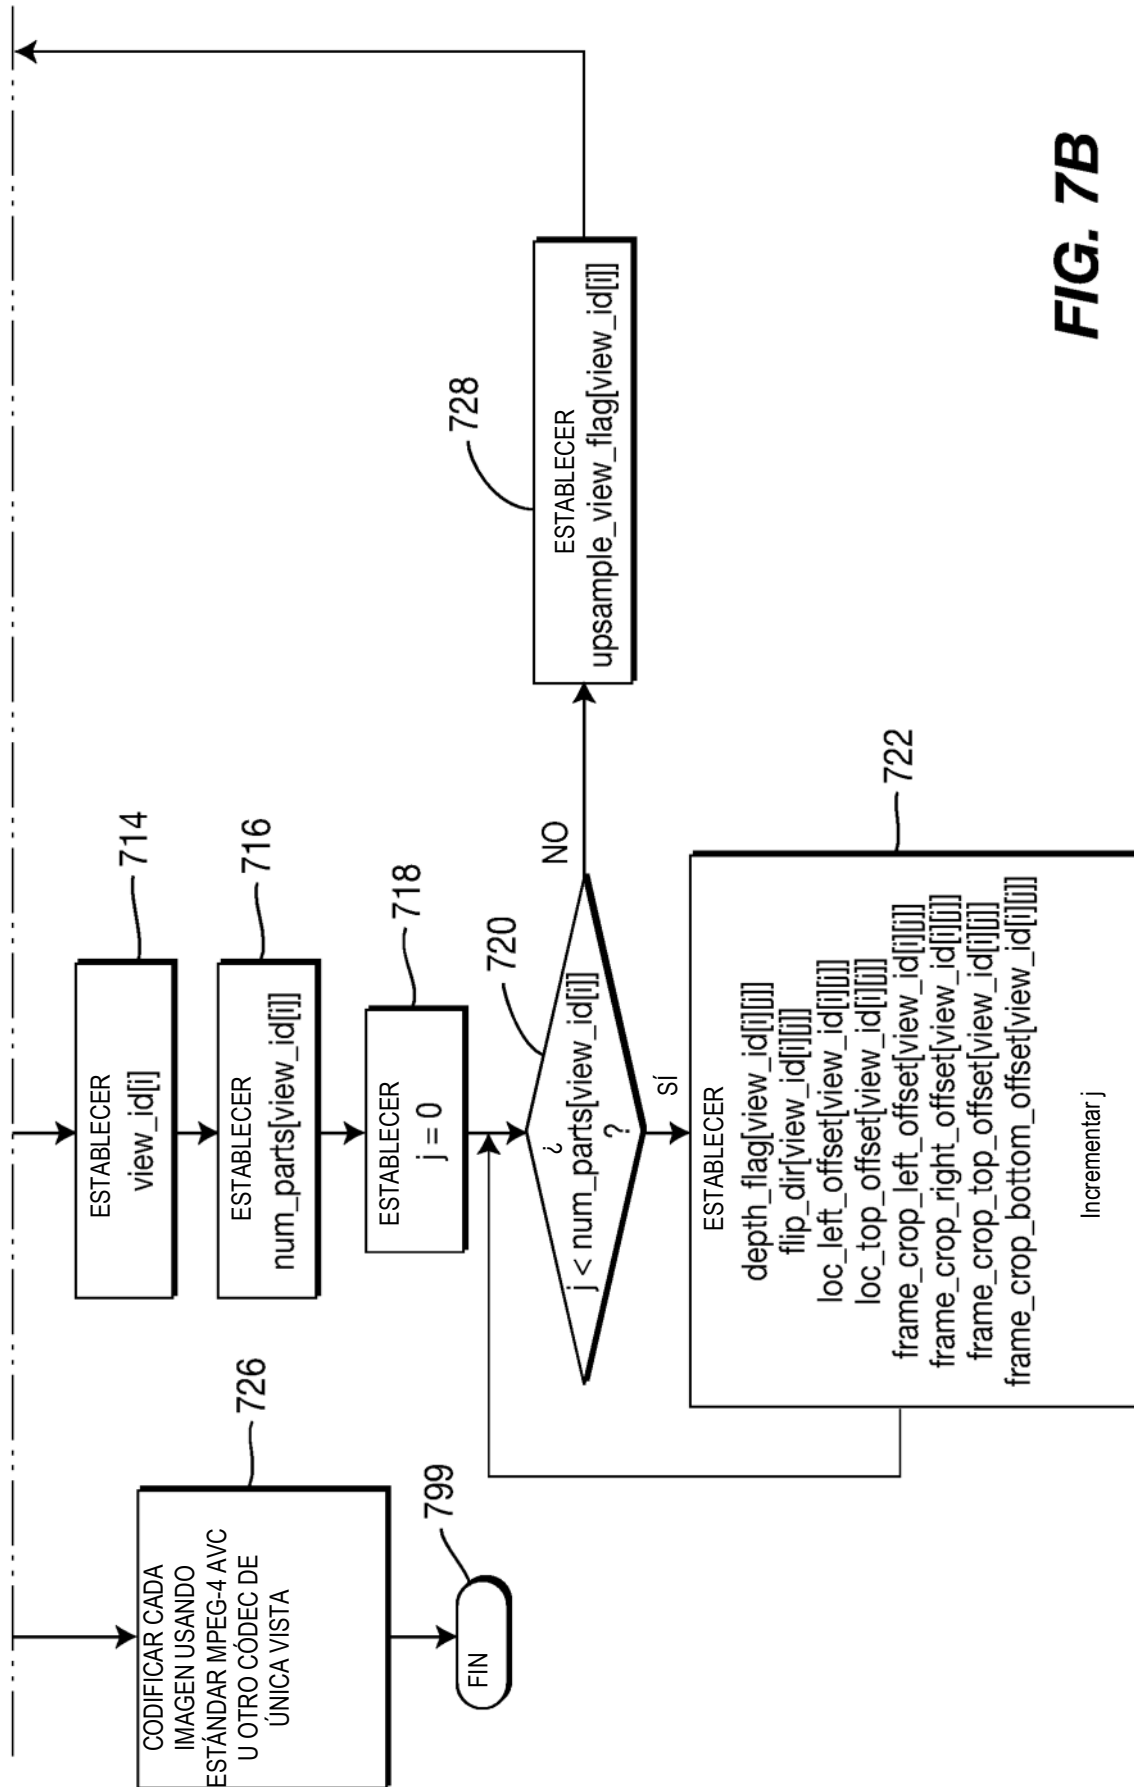 CODIFICAR CADA
IMAGEN USANDO
ESTÁNDAR MPEG-4 AVC
U OTRO CÓDEC DE
ÚNICA VISTA
726
FIN
799
ESTABLECER
view_id[i]
714
ESTABLECER
num_parts[view_id[i]]
716
ESTABLECER
j = 0
718
¿
j < num_parts[view_id[i]]
?
720
NO
SÍ
ESTABLECER
depth_flag[view_id[i][j]]
flip_dir[view_id[i][j]]
loc_left_offset[view_id[i][j]]
loc_top_offset[view_id[i][j]]
frame_crop_left_offset[view_id[i][j]]
frame_crop_right_offset[view_id[i][j]]
frame_crop_top_offset[view_id[i][j]]
frame_crop_bottom_offset[view_id[i][j]]
Incrementar j
722
ESTABLECER
upsample_view_flag[view_id[i]]
728
FIG. 7B